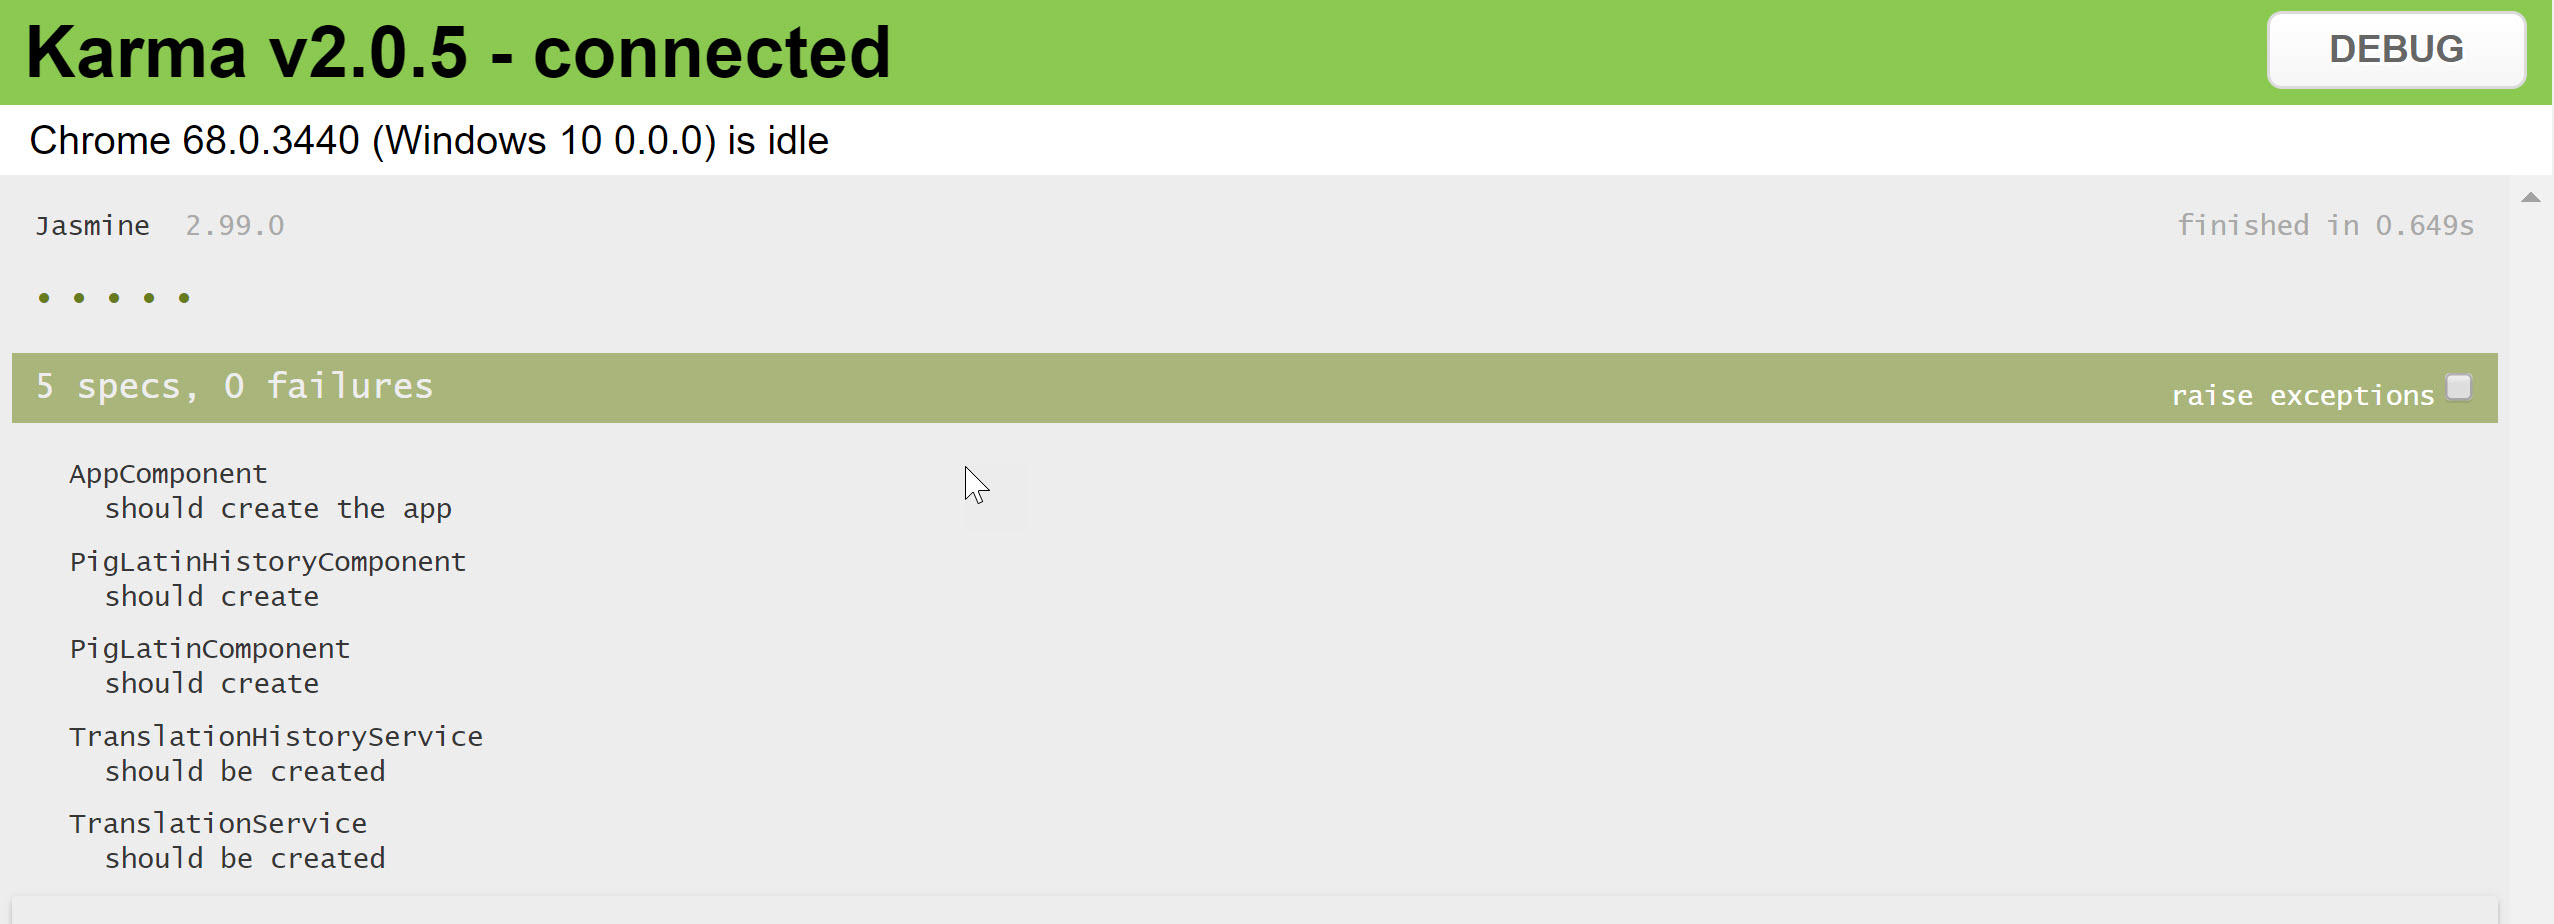 Karma v2.0.5 - connected
DEBUG
Chrome 68.0.3440 (Windows 10 0.0.0) is idle
Jasmine 2.99.0
finished in 0.649s
• • • • •
5 specs, 0 failures
raise exceptions
AppComponent
should create the app
PigLatinHistoryComponent
should create
PigLatinComponent
should create
TranslationHistoryService
should be created
TranslationService
should be created